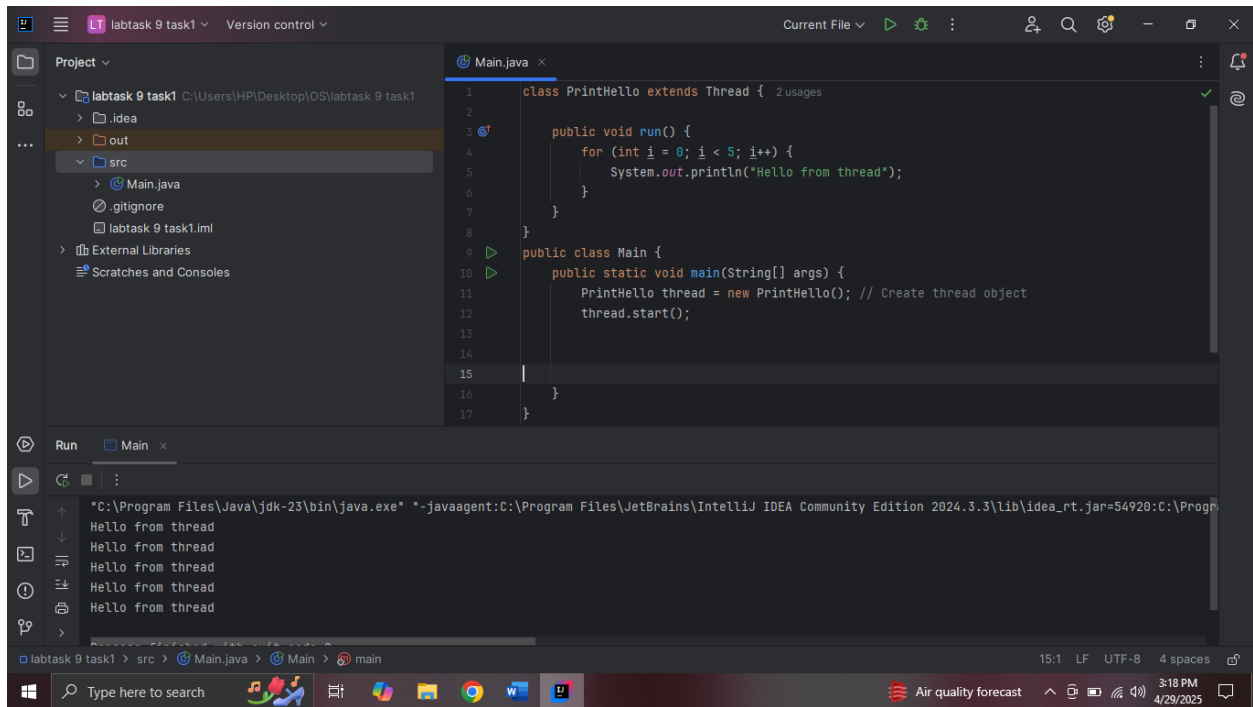 LT labtask 9 task1 Version control Current File
Project
Main.java
labtask 9 task1 C:\Users\HP\Desktop\OS\labtask 9 task1
.idea
out
src
Main.java
.gitignore
labtask 9 task1.iml
External Libraries
Scratches and Consoles
1 class PrintHello extends Thread { 2 usages
2
3 public void run() {
4 for (int i = 0; i < 5; i++) {
5 System.out.println("Hello from thread");
6 }
7 }
8 }
9 public class Main {
10 public static void main(String[] args) {
11 PrintHello thread = new PrintHello(); // Create thread object
12 thread.start();
13
14
15
16 }
17 }
Run Main
"C:\Program Files\Java\jdk-23\bin\java.exe" "-javaagent:C:\Program Files\JetBrains\IntelliJ IDEA Community Edition 2024.3.3\lib\idea_rt.jar=54920:C:\Progr
Hello from thread
Hello from thread
Hello from thread
Hello from thread
Hello from thread
Process finished with exit code 0
labtask 9 task1 > src > Main.java > Main > main 15:1 LF UTF-8 4 spaces
Type here to search Air quality forecast 3:18 PM
4/29/2025